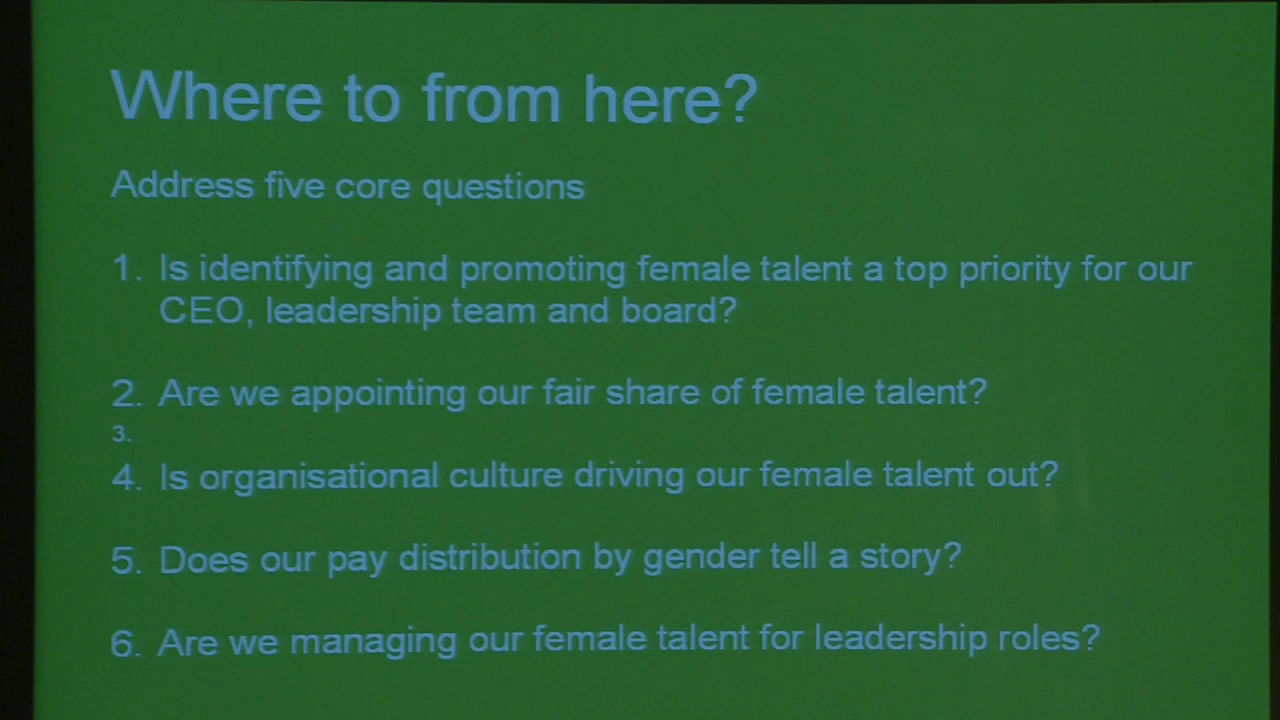 Where to from here?
Address five core questions
1. Is identifying and promoting female talent a top priority for our
CEO, leadership team and board?
2. Are we appointing our fair share of female talent?
3.
4. Is organisational culture driving our female talent out?
5. Does our pay distribution by gender tell a story?
6. Are we managing our female talent for leadership roles?